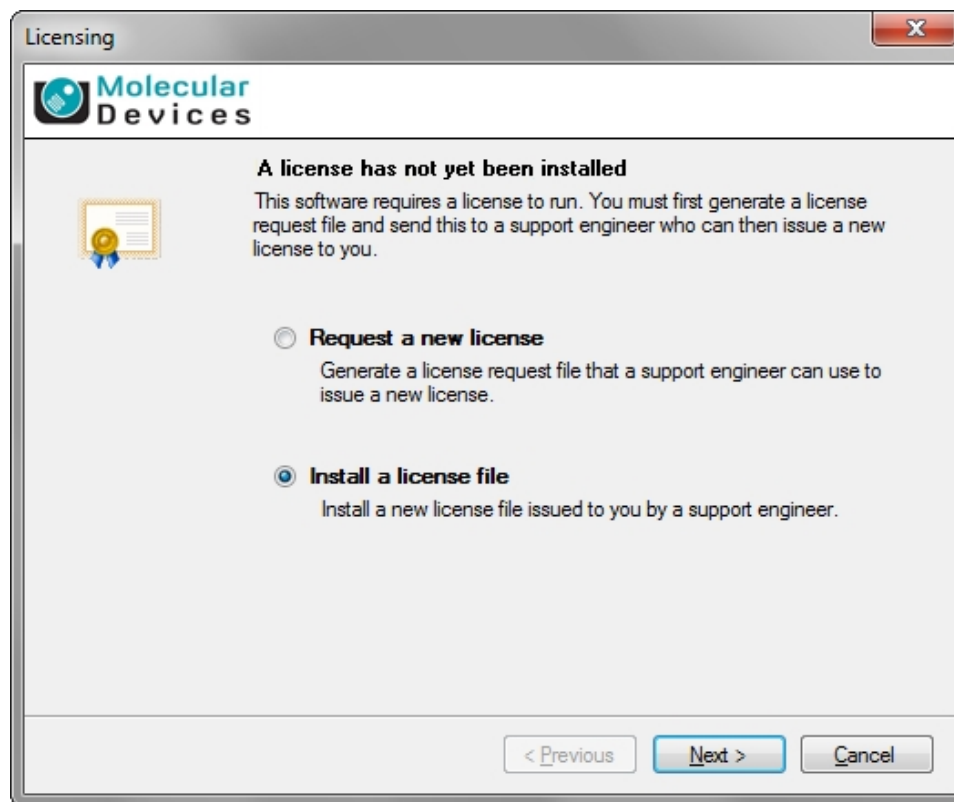 Licensing
Molecular
Devices
A license has not yet been installed
This software requires a license to run. You must first generate a license
request file and send this to a support engineer who can then issue a new
license to you.
Request a new license
Generate a license request file that a support engineer can use to
issue a new license.
Install a license file
Install a new license file issued to you by a support engineer.
< Previous
Next >
Cancel